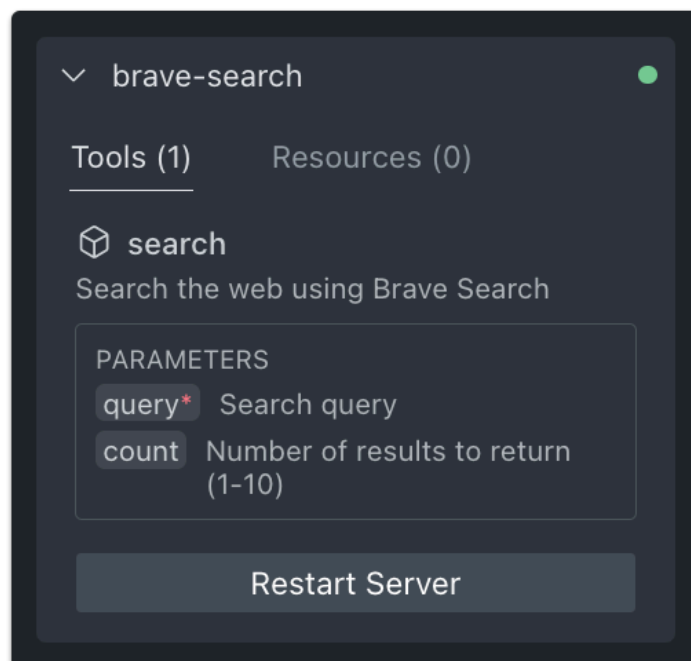 brave-search
Tools (1) Resources (0)
search
Search the web using Brave Search
PARAMETERS
query* Search query
count Number of results to return
(1-10)
Restart Server